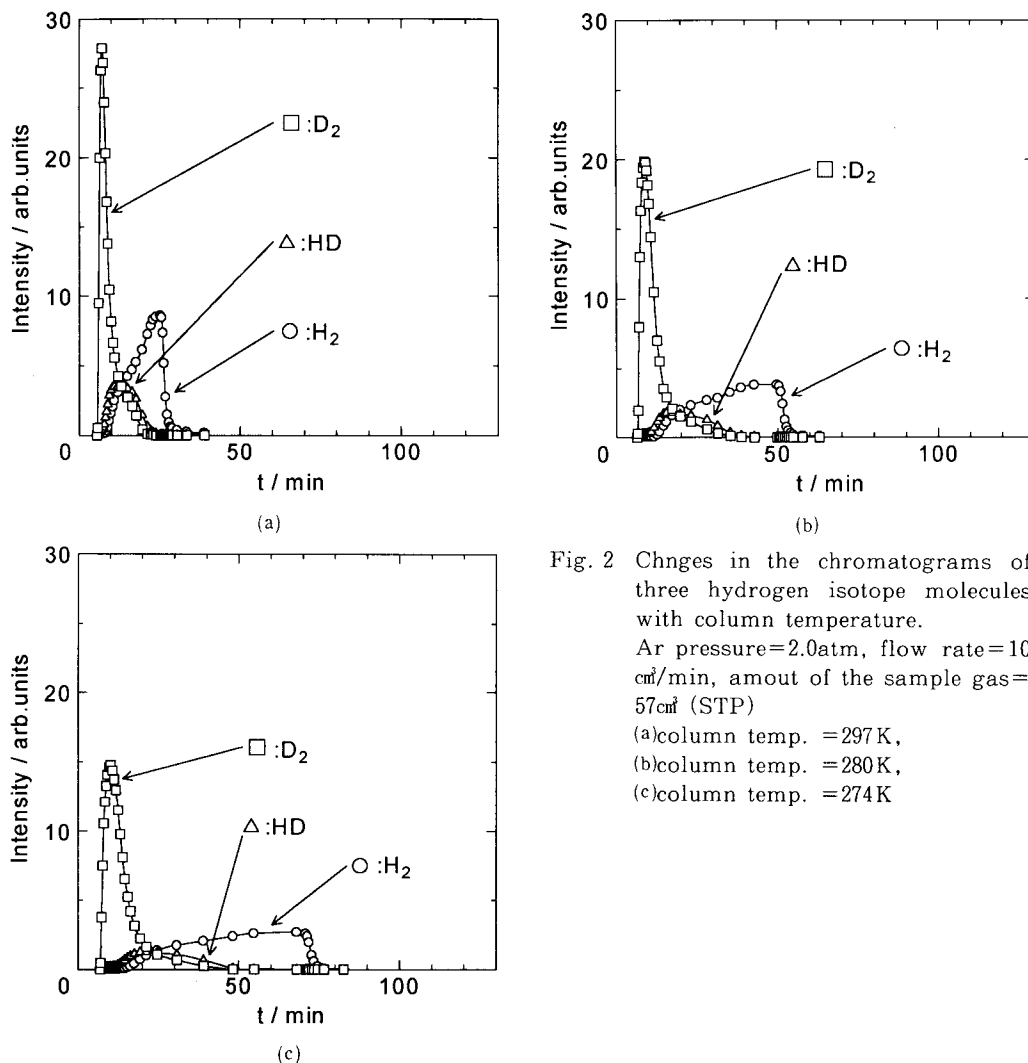 30
20
10
0
50
100
Intensity / arb.units
t / min
□ :D2
△ :HD
○ :H2
(a)
30
20
10
0
50
100
Intensity / arb.units
t / min
□ :D2
△ :HD
○ :H2
(b)
30
20
10
0
50
100
Intensity / arb.units
t / min
□ :D2
△ :HD
○ :H2
(c)
Fig. 2 Chnges in the chromatograms of
three hydrogen isotope molecules
with column temperature.
Ar pressure=2.0atm, flow rate=10
cm³/min, amout of the sample gas=
57cm³ (STP)
(a)column temp. =297K,
(b)column temp. =280K,
(c)column temp. =274K